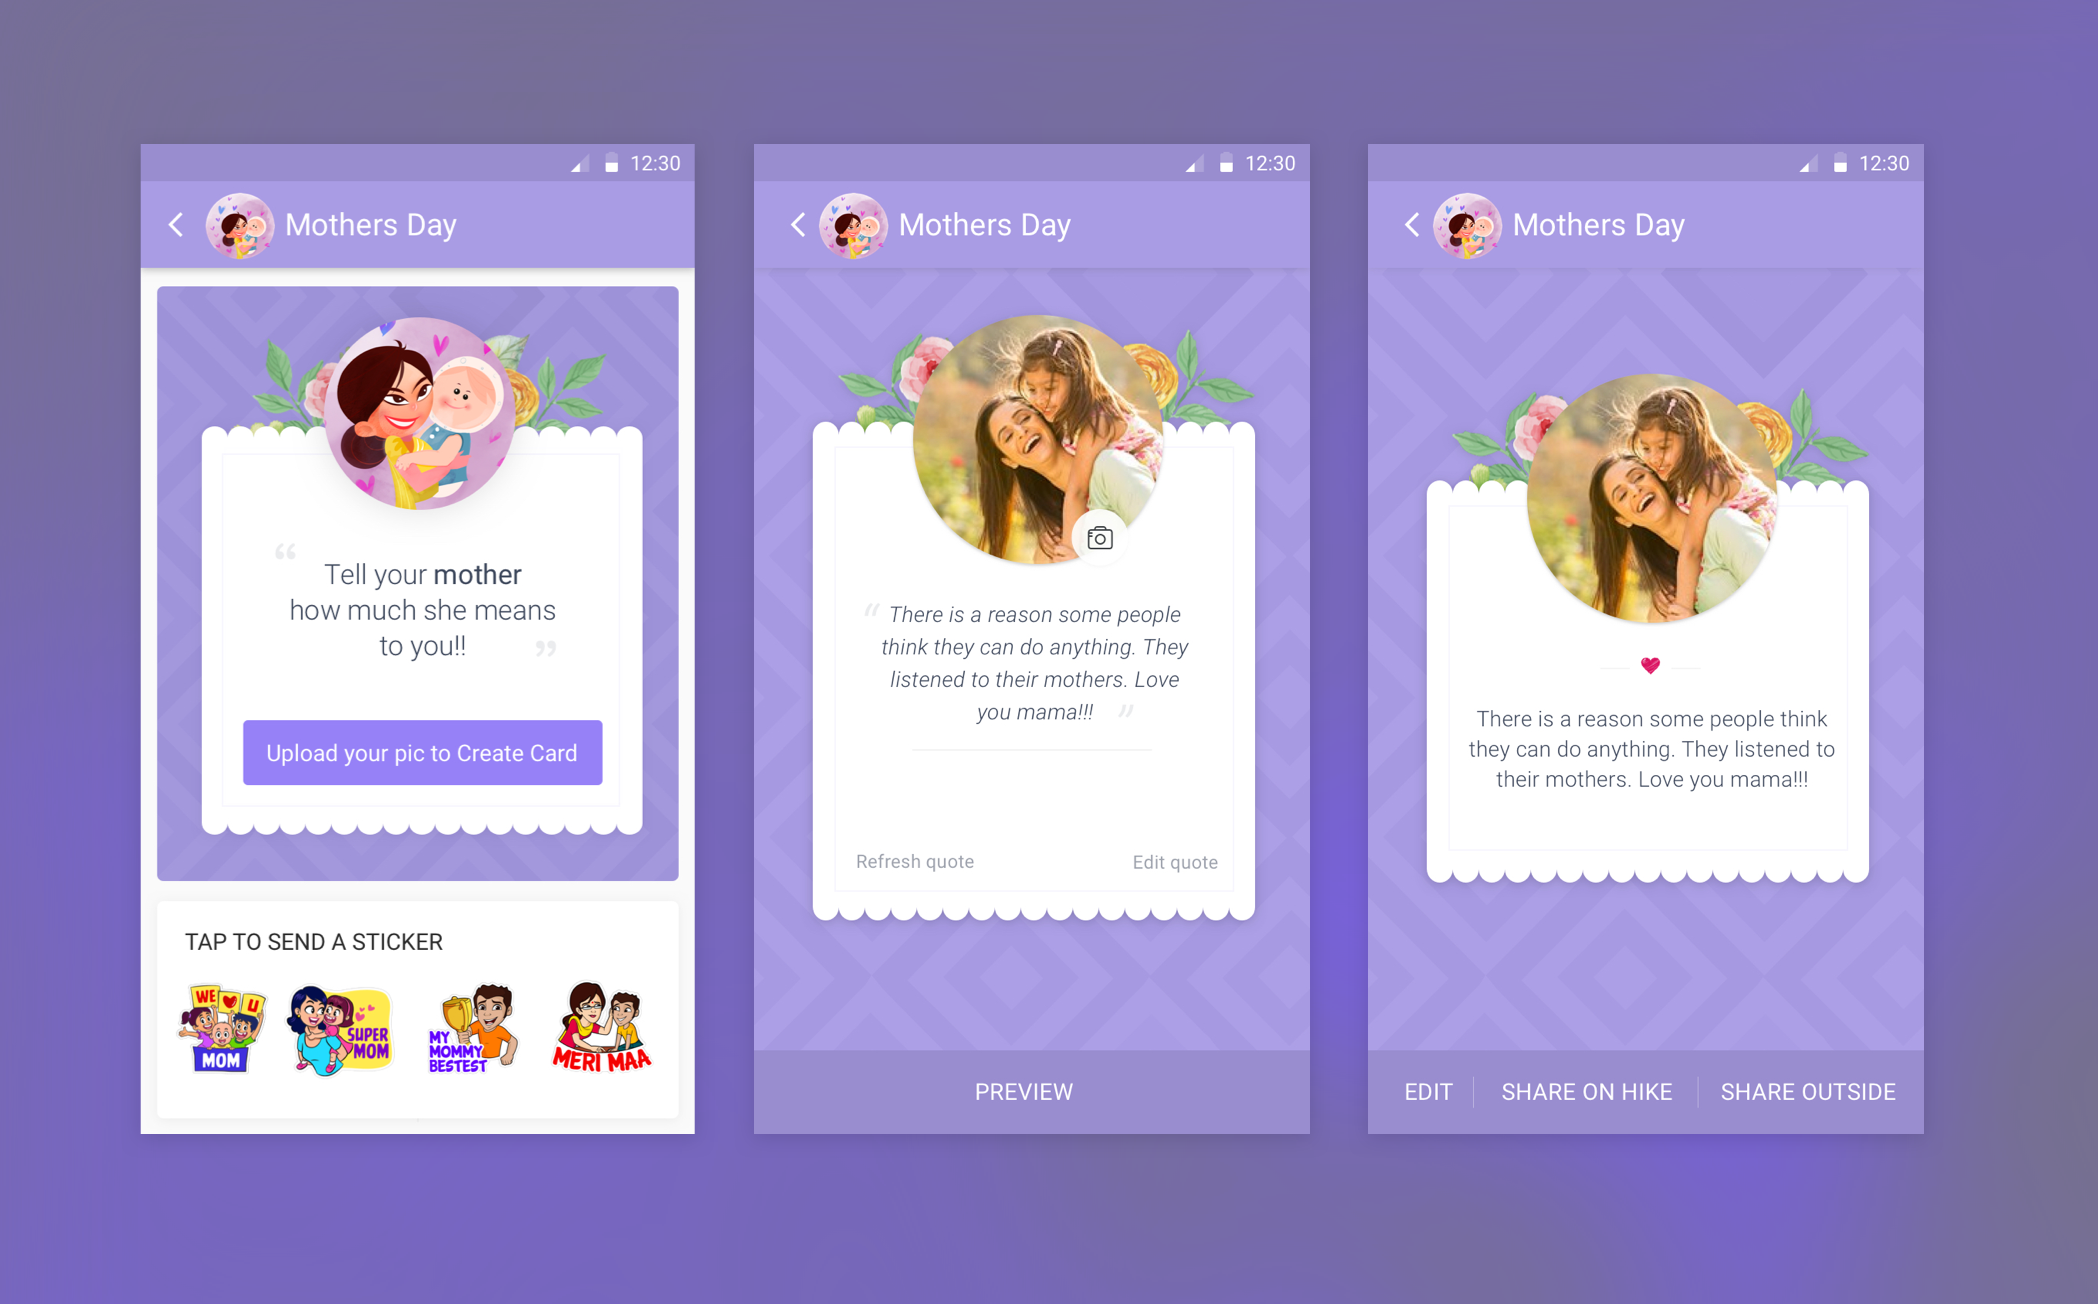 12:30
Mothers Day
“
Tell your mother
how much she means
to you!!
”
Upload your pic to Create Card
TAP TO SEND A STICKER
WE U
MOM
SUPER
MOM
MY
MOMMY
BESTEST
MERI MAA
12:30
Mothers Day
“ There is a reason some people
think they can do anything. They
listened to their mothers. Love
you mama!!! ”
Refresh quote
Edit quote
PREVIEW
12:30
Mothers Day
There is a reason some people think
they can do anything. They listened to
their mothers. Love you mama!!!
EDIT
SHARE ON HIKE
SHARE OUTSIDE